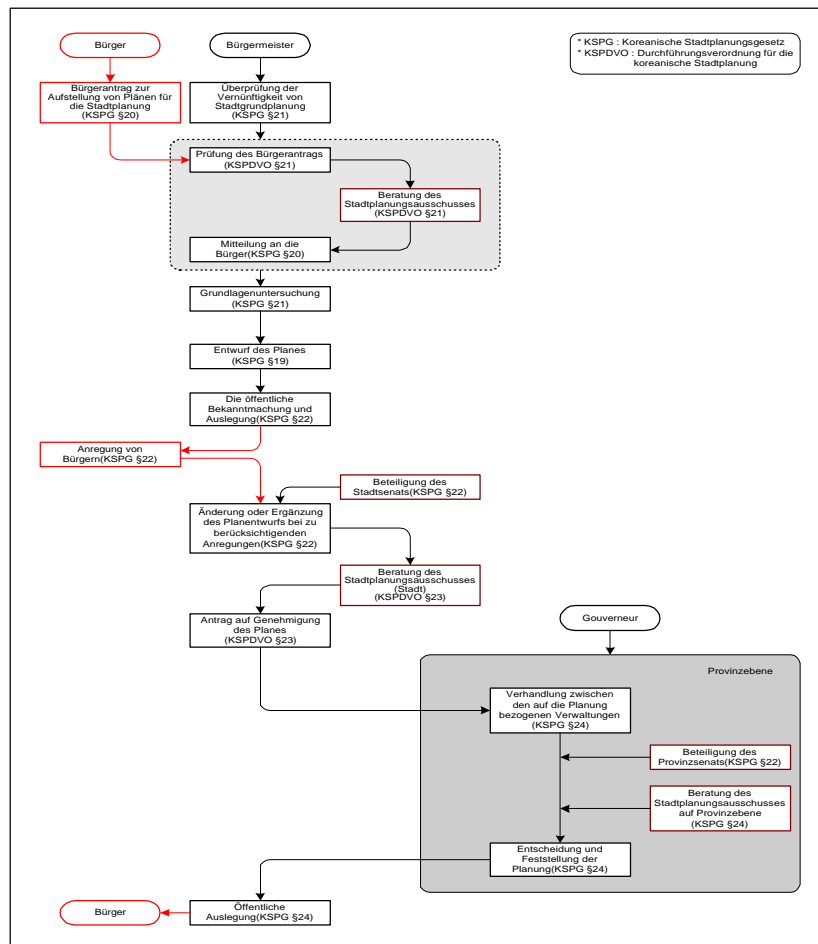 Bürger
Bürgermeister
* KSPG : Koreanische Stadtplanungsgesetz
* KSPDVO : Durchführungsverordnung für die
koreanische Stadtplanung
Bürgerantrag zur
Aufstellung von Plänen für
die Stadtplanung
(KSPG §20)
Überprüfung der
Vernünftigkeit von
Stadtgrundplanung
(KSPG §21)
Prüfung des Bürgerantrags
(KSPDVO §21)
Beratung des
Stadtplanungsausschusses
(KSPDVO §21)
Mitteilung an die
Bürger(KSPG §20)
Grundlagenuntersuchung
(KSPG §21)
Entwurf des Planes
(KSPG §19)
Die öffentliche
Bekanntmachung und
Auslegung(KSPG §22)
Anregung von
Bürgern(KSPG §22)
Beteiligung des
Stadtsenats(KSPG §22)
Änderung oder Ergänzung
des Planentwurfs bei zu
berücksichtigenden
Anregungen(KSPG §22)
Beratung des
Stadtplanungsausschusses
(Stadt)
(KSPDVO §23)
Antrag auf Genehmigung
des Planes
(KSPDVO §23)
Gouverneur
Provinzebene
Verhandlung zwischen
den auf die Planung
bezogenen Verwaltungen
(KSPG §24)
Beteiligung des
Provinzsenats(KSPG §22)
Beratung des
Stadtplanungsausschusses
auf Provinzebene
(KSPG §24)
Entscheidung und
Feststellung der
Planung(KSPG §24)
Öffentliche
Auslegung(KSPG §24)
Bürger